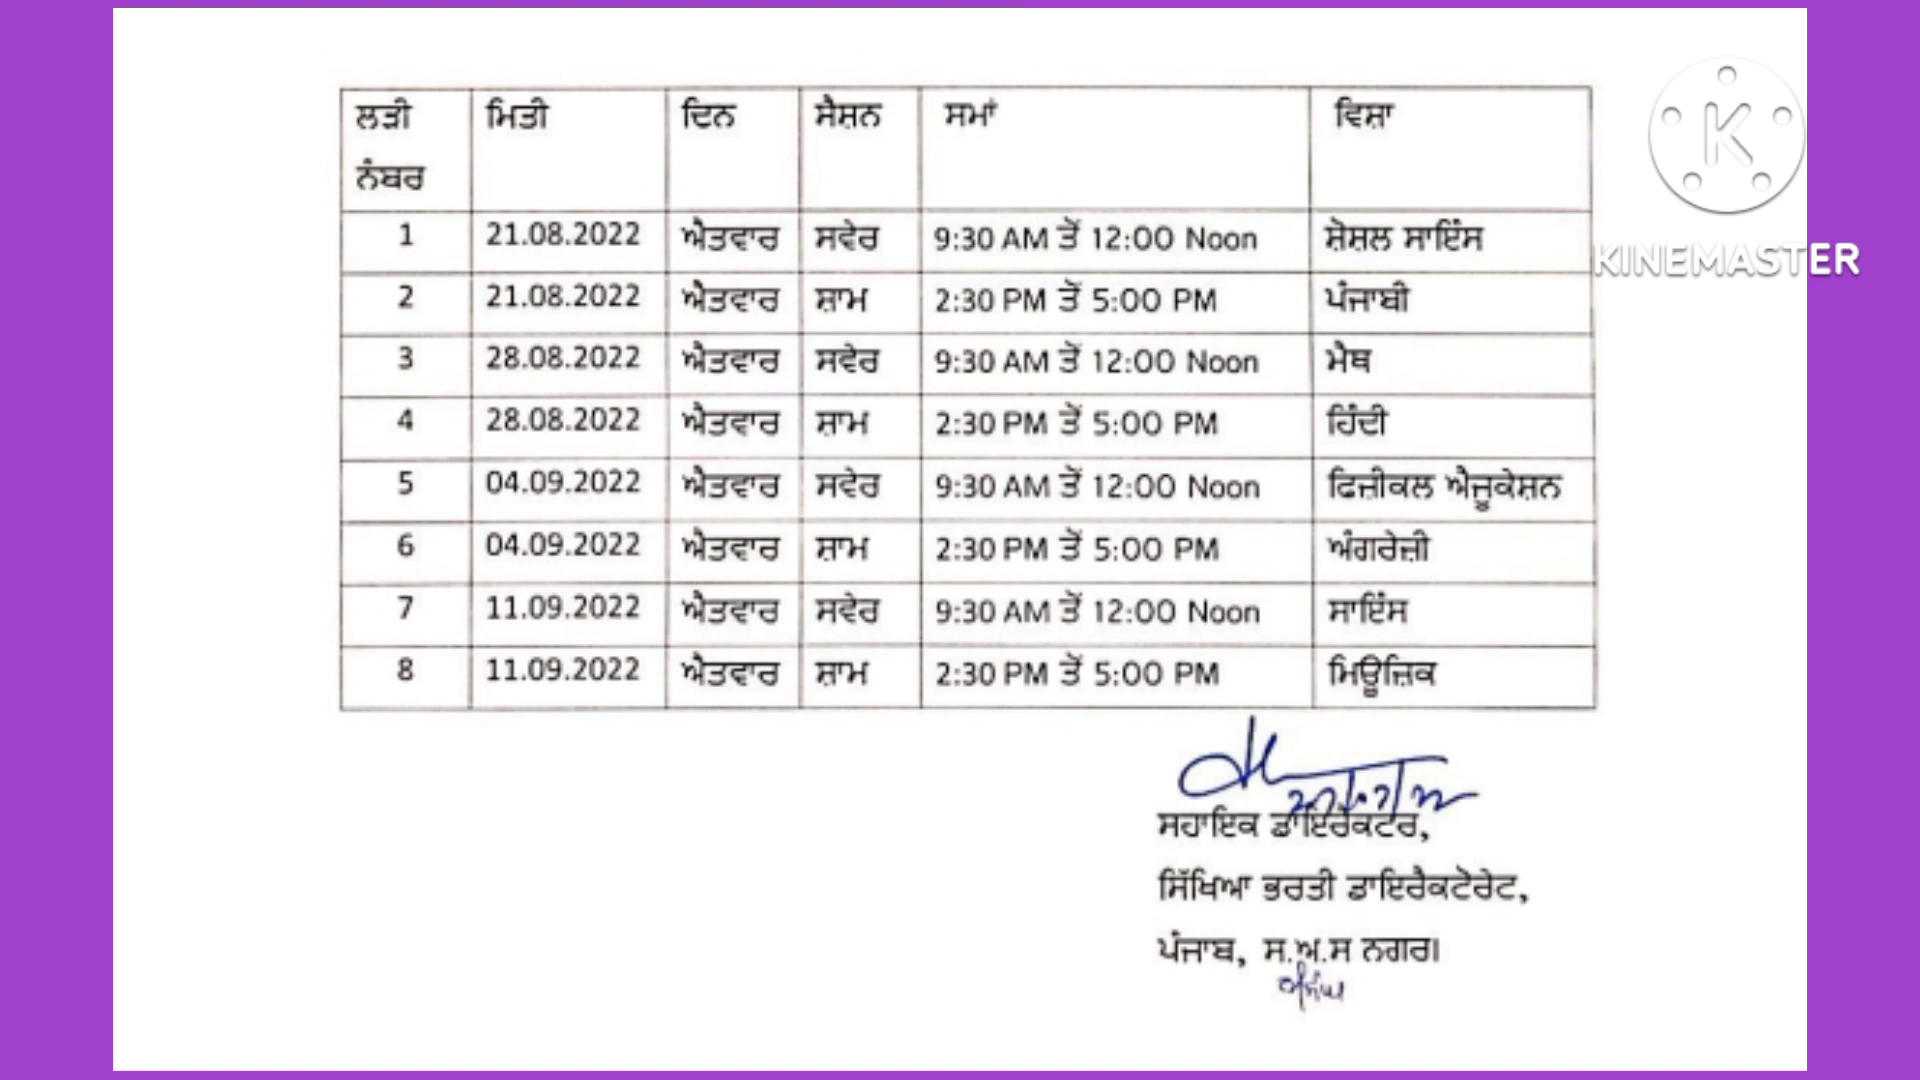 ਲੜੀ ਨੰਬਰ ਮਿਤੀ ਦਿਨ ਸੈਸ਼ਨ ਸਮਾਂ ਵਿਸ਼ਾ
1 21.08.2022 ਐਤਵਾਰ ਸਵੇਰ 9:30 AM ਤੋਂ 12:00 Noon ਸ਼ੋਸ਼ਲ ਸਾਇੰਸ
2 21.08.2022 ਐਤਵਾਰ ਸ਼ਾਮ 2:30 PM ਤੋਂ 5:00 PM ਪੰਜਾਬੀ
3 28.08.2022 ਐਤਵਾਰ ਸਵੇਰ 9:30 AM ਤੋਂ 12:00 Noon ਮੈਥ
4 28.08.2022 ਐਤਵਾਰ ਸ਼ਾਮ 2:30 PM ਤੋਂ 5:00 PM ਹਿੰਦੀ
5 04.09.2022 ਐਤਵਾਰ ਸਵੇਰ 9:30 AM ਤੋਂ 12:00 Noon ਫਿਜ਼ੀਕਲ ਐਜੂਕੇਸ਼ਨ
6 04.09.2022 ਐਤਵਾਰ ਸ਼ਾਮ 2:30 PM ਤੋਂ 5:00 PM ਅੰਗਰੇਜ਼ੀ
7 11.09.2022 ਐਤਵਾਰ ਸਵੇਰ 9:30 AM ਤੋਂ 12:00 Noon ਸਾਇੰਸ
8 11.09.2022 ਐਤਵਾਰ ਸ਼ਾਮ 2:30 PM ਤੋਂ 5:00 PM ਮਿਊਜ਼ਿਕ
K
KINEMASTER
ਸਹਾਇਕ ਡਾਇਰੈਕਟਰ,
ਸਿੱਖਿਆ ਭਰਤੀ ਡਾਇਰੈਕਟੋਰੇਟ,
ਪੰਜਾਬ, ਸ.ਅ.ਸ ਨਗਰ।